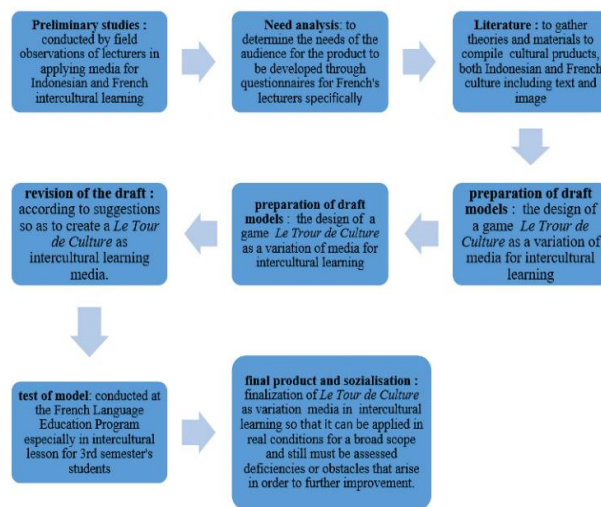 Preliminary studies :
conducted by field
observations of lecturers in
applying media for
Indonesian and French
intercultural learning
Need analysis: to
determine the needs of the
audience for the product to
be developed through
questionnaires for French's
lecturers specifically
Literature : to gather
theories and materials to
compile cultural pruducts,
both Indonesian and French
culture including text and
image
preparation of draft
models : the design of
a game Le Trour de
Culture as a variation of
media for intercultural
learning
preparation of draft
models : the design of a
game Le Trour de Culture
as a variation of media for
intercultural learning
revision of the draft :
according to suggestions
so as to create a Le Tour
de Culture as
intercultural learning
media.
test of model: conducted at
the French Language
Education Program
especially in intercultural
lesson for 3rd semester's
students
final product and sozialisation :
finalization of Le Tour de Culture
as variation media in intercultural
learning so that it can be applied in
real conditions for a broad scope
and still must be assessed
deficiencies or obstacles that arise
in order to further improvement.